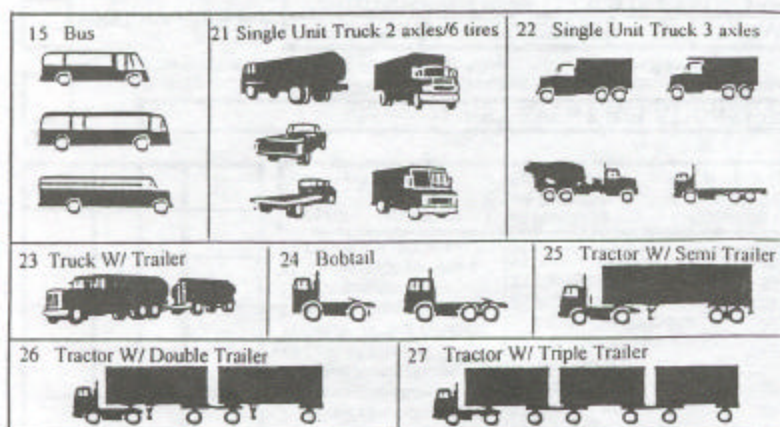 15 Bus
21 Single Unit Truck 2 axles/6 tires
22 Single Unit Truck 3 axles
23 Truck W/ Trailer
24 Bobtail
25 Tractor W/ Semi Trailer
26 Tractor W/ Double Trailer
27 Tractor W/ Triple Trailer